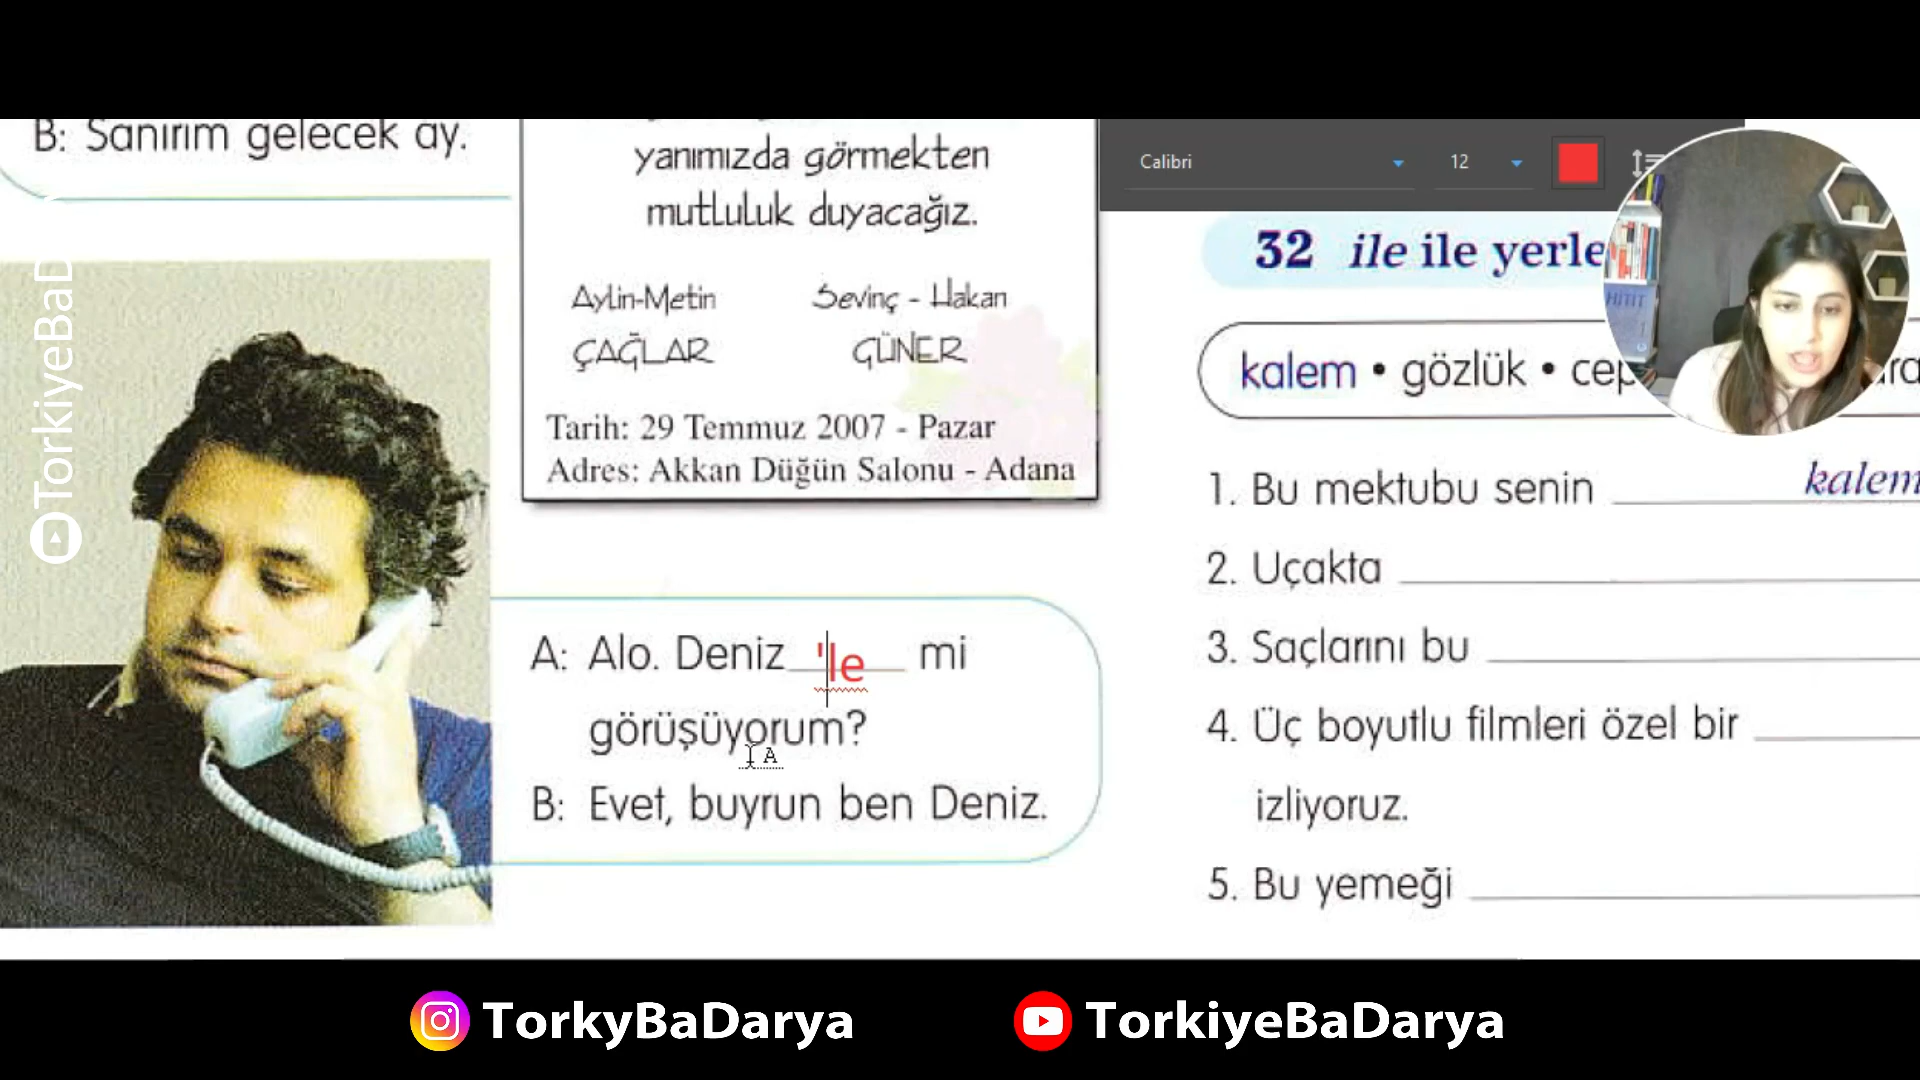 B: Sanırım gelecek ay.
yanımızda görmekten
mutluluk duyacağız.
Aylin-Metin Sevinç - Hakan
ÇAĞLAR GÜNER
Tarih: 29 Temmuz 2007 - Pazar
Adres: Akkan Düğün Salonu - Adana
A: Alo. Deniz 'le mi
görüşüyorum?
B: Evet, buyrun ben Deniz.
Calibri 12
32 ile ile
kalem • gözlük •
1. Bu mektubu senin kalem
2. Uçakta
3. Saçlarını bu
4. Üç boyutlu filmleri özel bir
izliyoruz.
5. Bu yemeği
HİTİT
TorkiyeBaD
TorkyBaDarya
TorkiyeBaDarya